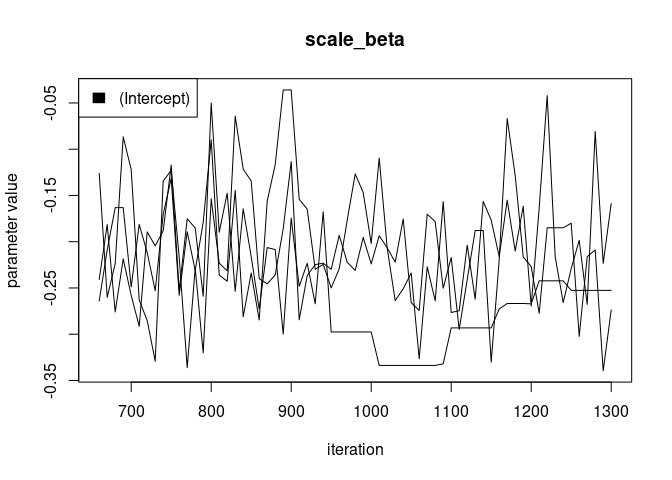 scale_beta
(Intercept)
parameter value
-0.05
-0.15
-0.25
-0.35
700 800 900 1000 1100 1200 1300
iteration